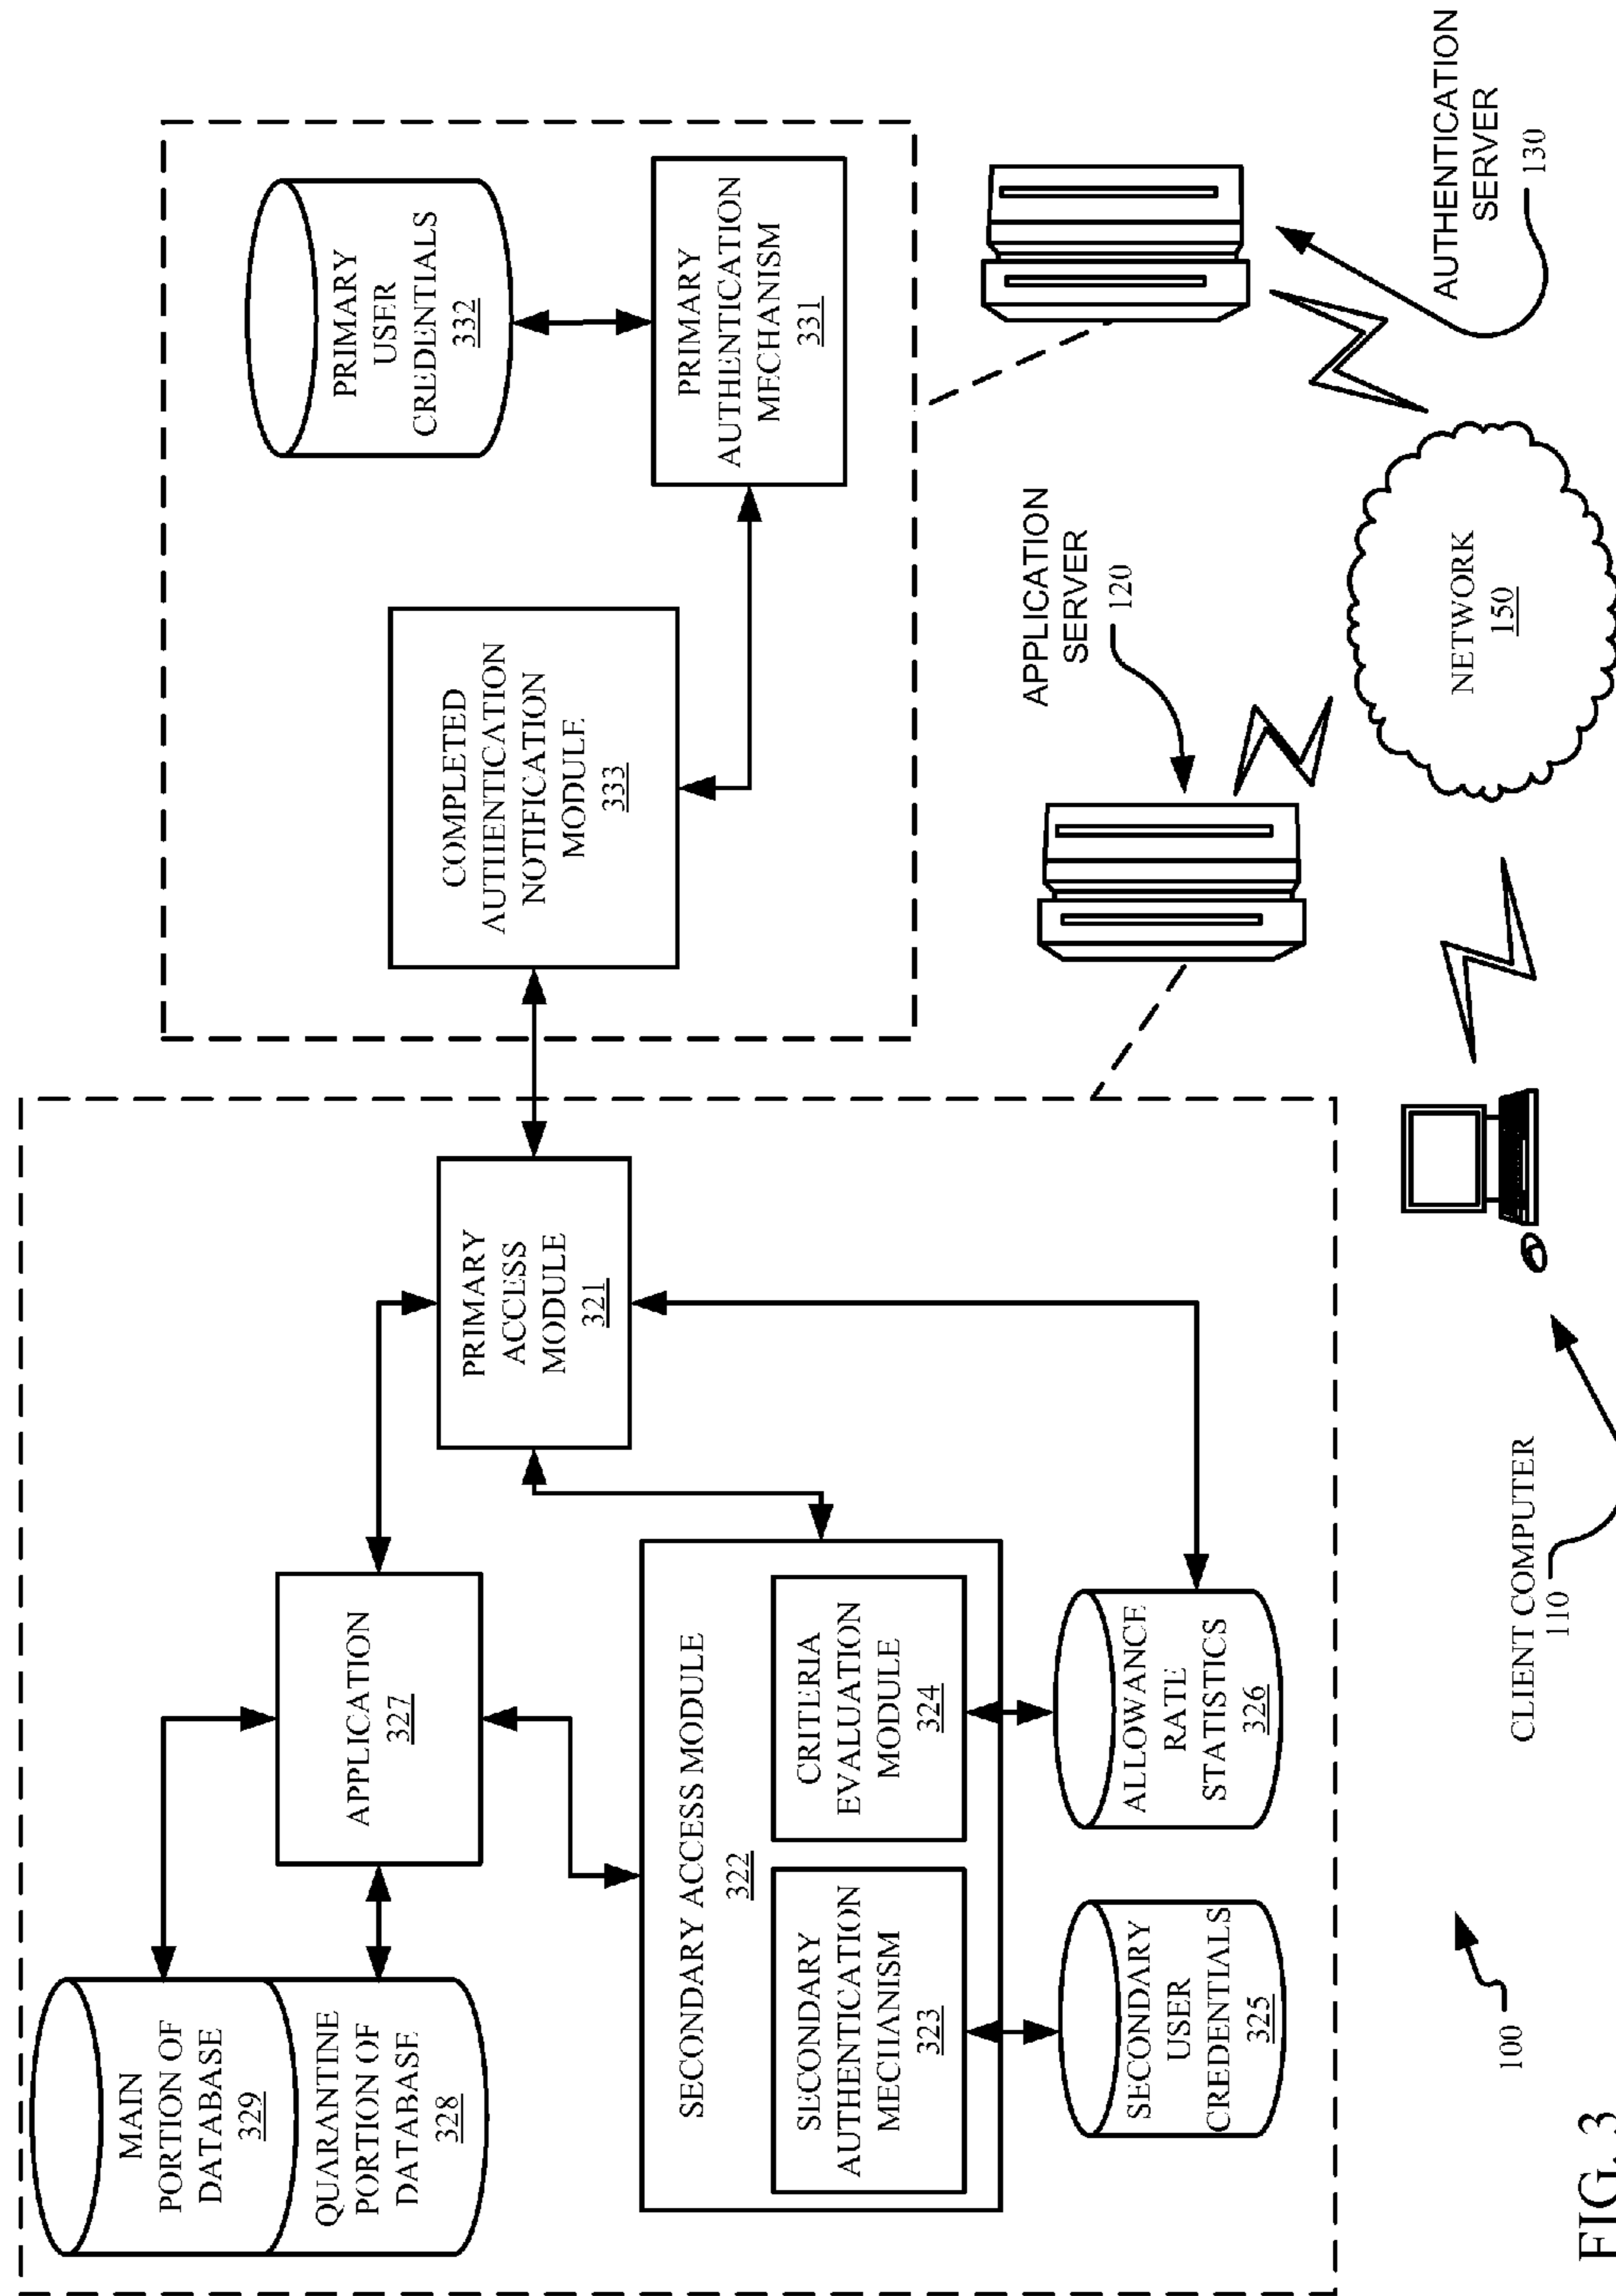 MAIN
PORTION OF
DATABASE
329
QUARANTINE
PORTION OF
DATABASE
328
APPLICATION
327
PRIMARY
ACCESS
MODULE
321
SECONDARY ACCESS MODULE
322
SECONDARY
AUTHENTICATION
MECHANISM
323
CRITERIA
EVALUATION
MODULE
324
SECONDARY
USER
CREDENTIALS
325
ALLOWANCE
RATE
STATISTICS
326
COMPLETED
AUTHENTICATION
NOTIFICATION
MODULE
333
PRIMARY
USER
CREDENTIALS
332
PRIMARY
AUTHENTICATION
MECHANISM
331
APPLICATION
SERVER
120
AUTHENTICATION
SERVER
130
NETWORK
150
CLIENT COMPUTER
110
100
FIG. 3